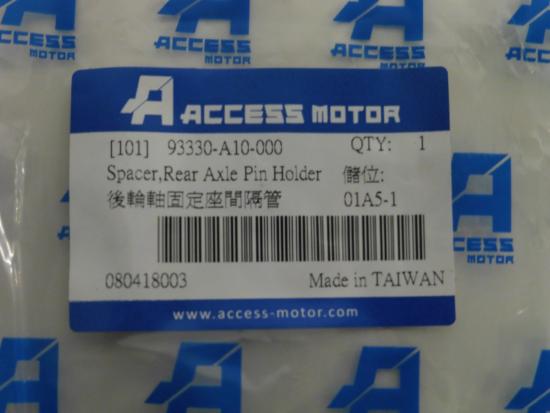 ACCESS
MOTOR
ACCESS
MOTOR
ACCESS MOTOR
[101] 93330-A10-000 QTY: 1
Spacer,Rear Axle Pin Holder 儲位:
後輪軸固定座間隔管 01A5-1
080418003 Made in TAIWAN
www.access-motor.com
ACCESS
MOTOR